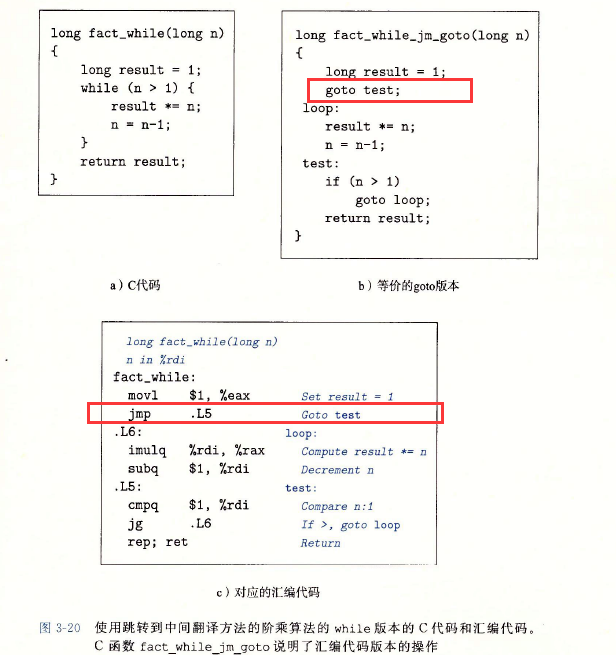 long fact_while(long n)
{
long result = 1;
while (n > 1) {
result *= n;
n = n-1;
}
return result;
}
a）C代码
long fact_while_jm_goto(long n)
{
long result = 1;
goto test;
loop:
result *= n;
n = n-1;
test:
if (n > 1)
goto loop;
return result;
}
b）等价的goto版本
long fact_while(long n)
n in %rdi
fact_while:
movl $1, %eax Set result = 1
jmp .L5 Goto test
.L6: loop:
imulq %rdi, %rax Compute result *= n
subq $1, %rdi Decrement n
.L5: test:
cmpq $1, %rdi Compare n:1
jg .L6 If >, goto loop
rep; ret Return
c）对应的汇编代码
图 3-20 使用跳转到中间翻译方法的阶乘算法的 while 版本的 C 代码和汇编代码。
C 函数 fact_while_jm_goto 说明了汇编代码版本的操作